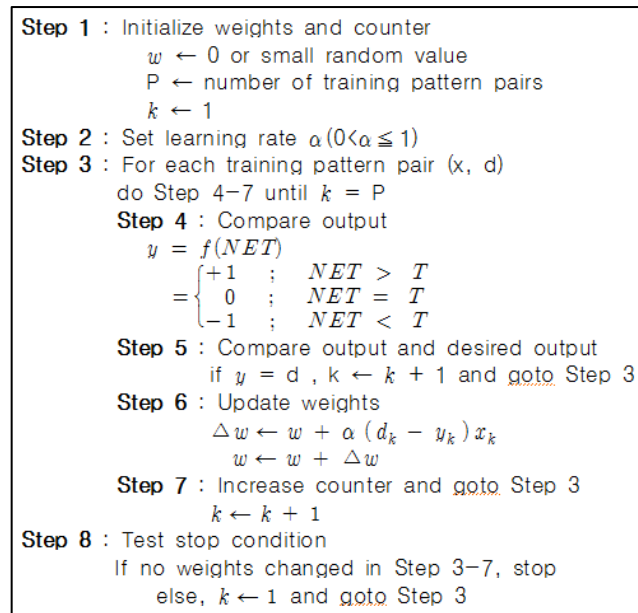 Step 1 : Initialize weights and counter
w ← 0 or small random value
P ← number of training pattern pairs
k ← 1
Step 2 : Set learning rate α(0<α≦1)
Step 3 : For each training pattern pair (x, d)
do Step 4-7 until k = P
Step 4 : Compare output
y = f(NET)
= { +1 ; NET > T
0 ; NET = T
-1 ; NET < T
Step 5 : Compare output and desired output
if y = d , k ← k + 1 and goto Step 3
Step 6 : Update weights
△w ← w + α (d_k - y_k) x_k
w ← w + △w
Step 7 : Increase counter and goto Step 3
k ← k + 1
Step 8 : Test stop condition
If no weights changed in Step 3-7, stop
else, k ← 1 and goto Step 3